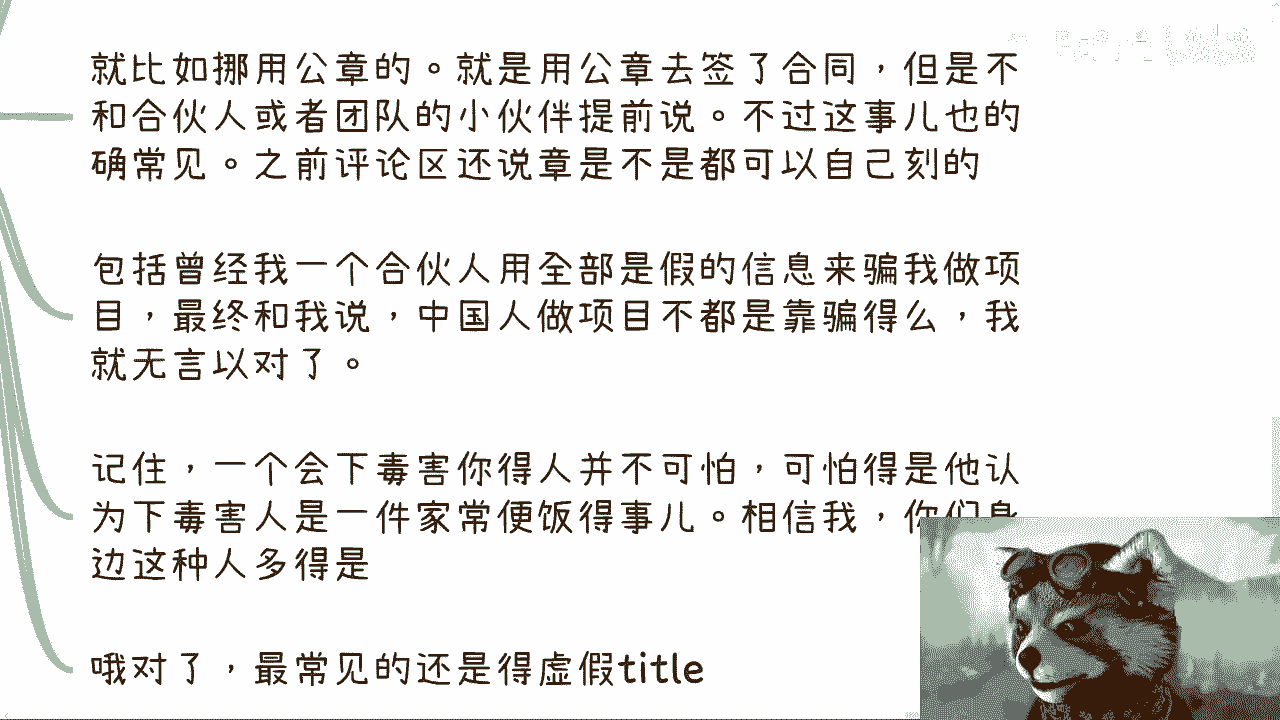 就比如挪用公章的。就是用公章去签了合同，但是不
和合伙人或者团队的小伙伴提前说。不过这事儿也的
确常见。之前评论区还说章是不是都可以自己刻的
包括曾经我一个合伙人用全部是假的信息来骗我做项
目，最终和我说，中国人做项目不都是靠骗得么，我
就无言以对了。
记住，一个会下毒害你得人并不可怕，可怕得是他认
为下毒害人是一件家常便饭得事儿。相信我，你们身
边这种人多得是
哦对了，最常见的还是得虚假title